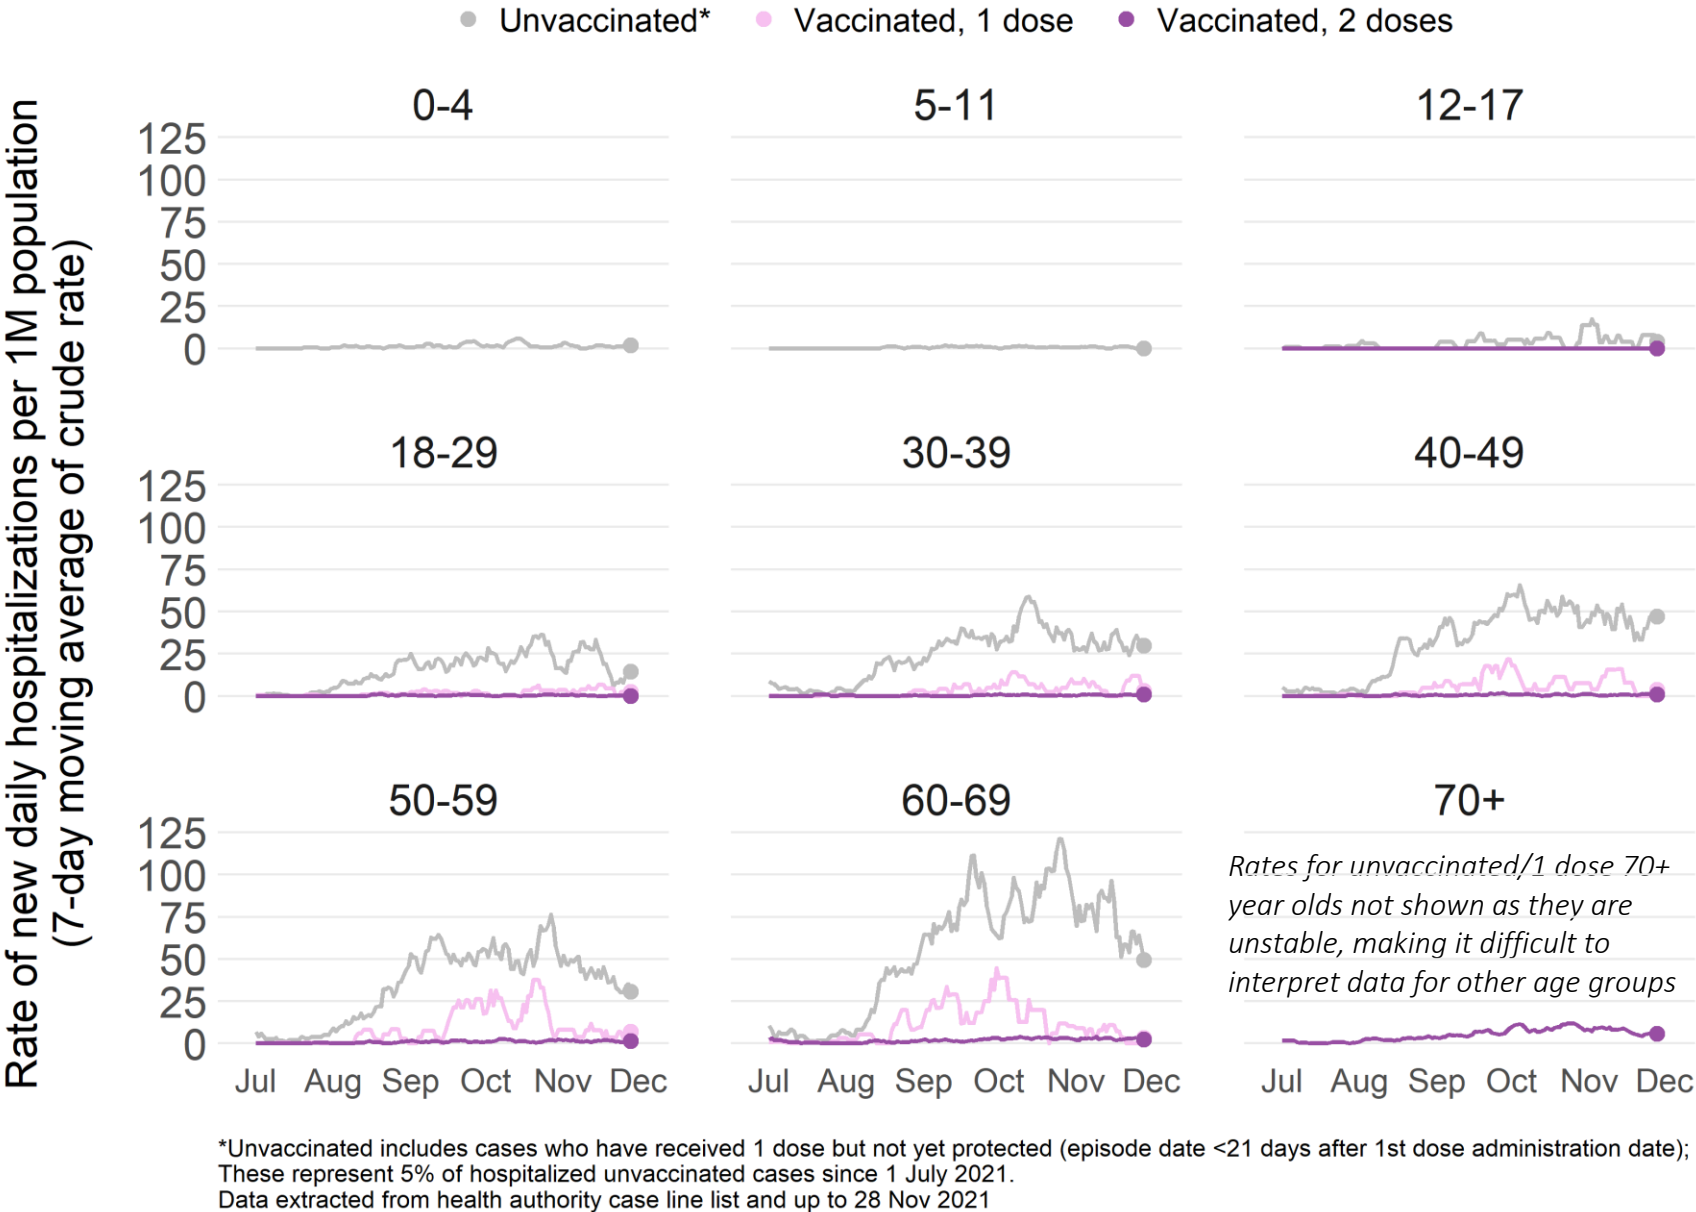 Unvaccinated* Vaccinated, 1 dose Vaccinated, 2 doses
Rate of new daily hospitalizations per 1M population
(7-day moving average of crude rate)
0-4 5-11 12-17
125
100
75
50
25
0
18-29 30-39 40-49
125
100
75
50
25
0
50-59 60-69 70+
125
100
75
50
25
0
Rates for unvaccinated/1 dose 70+
year olds not shown as they are
unstable, making it difficult to
interpret data for other age groups
Jul Aug Sep Oct Nov Dec Jul Aug Sep Oct Nov Dec Jul Aug Sep Oct Nov Dec
*Unvaccinated includes cases who have received 1 dose but not yet protected (episode date <21 days after 1st dose administration date);
These represent 5% of hospitalized unvaccinated cases since 1 July 2021.
Data extracted from health authority case line list and up to 28 Nov 2021